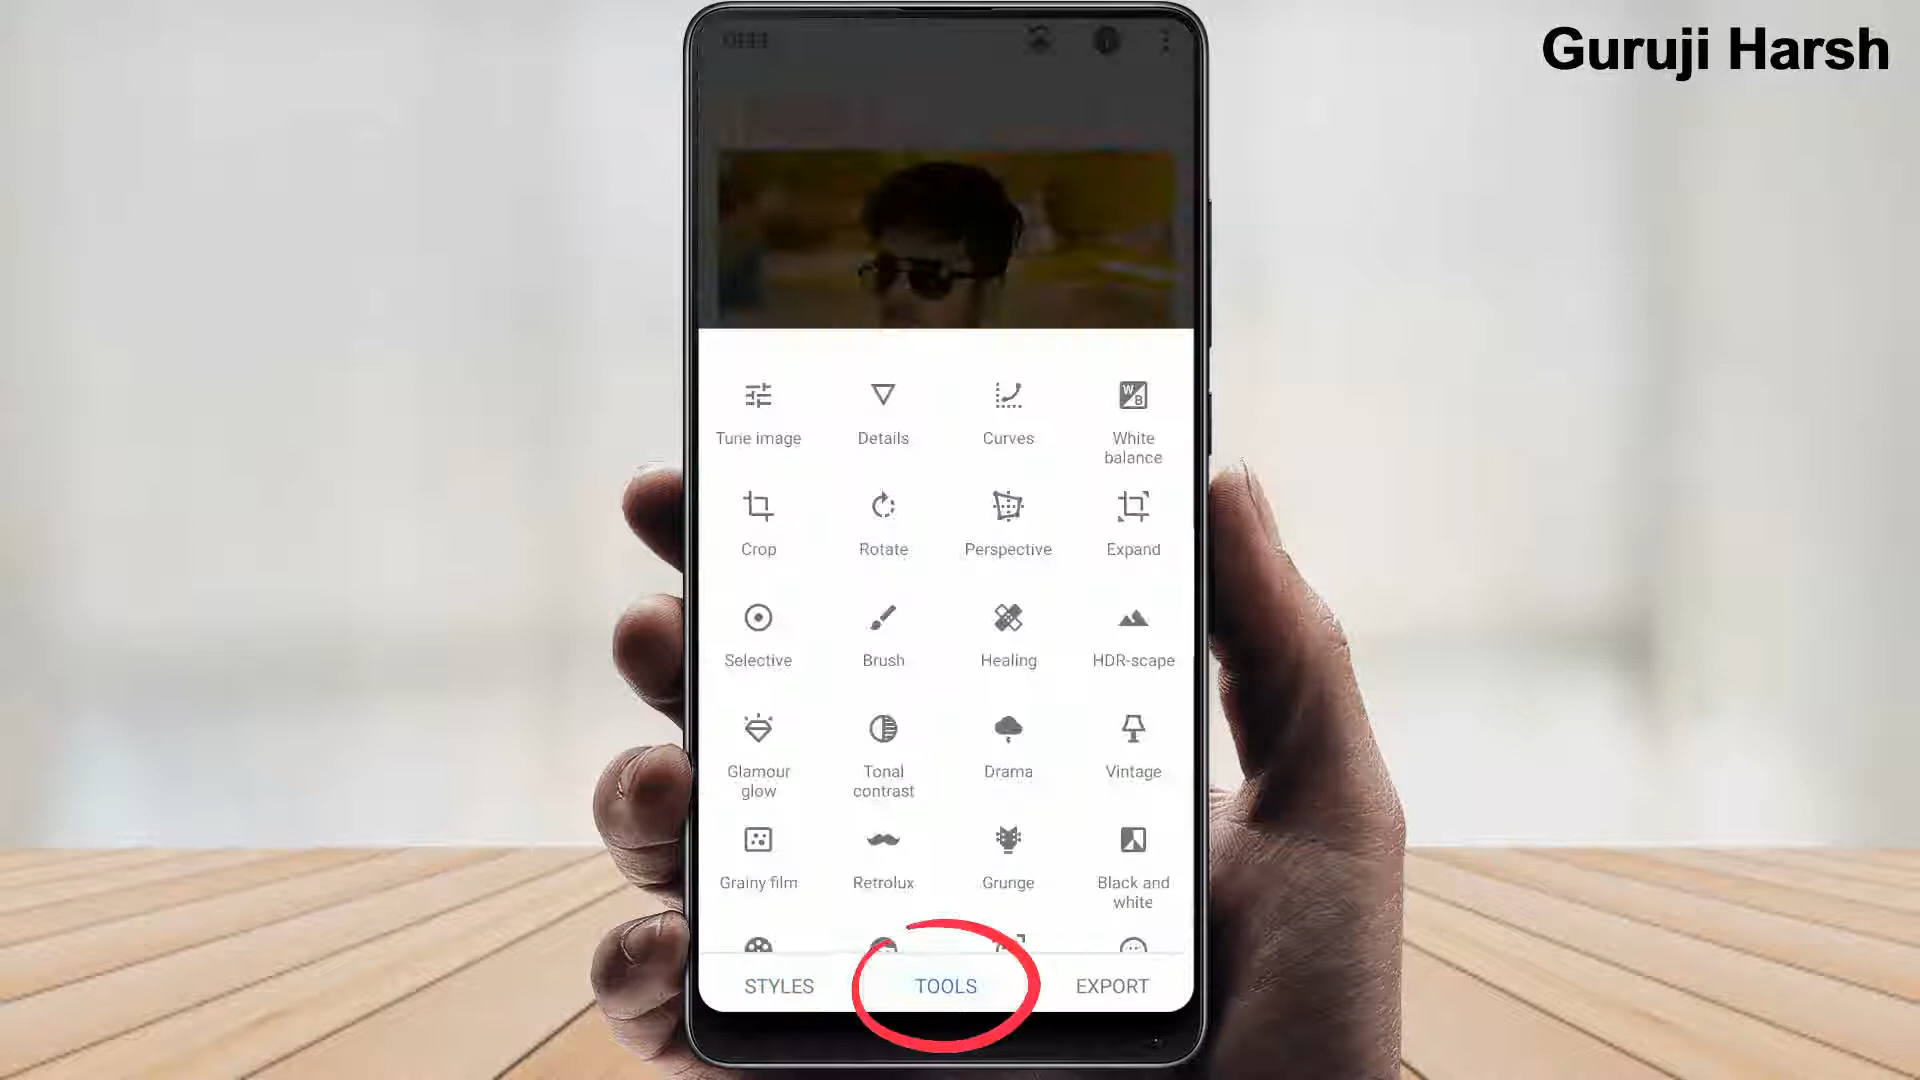 Guruji Harsh
Tune image
Details
Curves
White
balance
Crop
Rotate
Perspective
Expand
Selective
Brush
Healing
HDR-scape
Glamour
glow
Tonal
contrast
Drama
Vintage
Grainy film
Retrolux
Grunge
Black and
white
STYLES
TOOLS
EXPORT